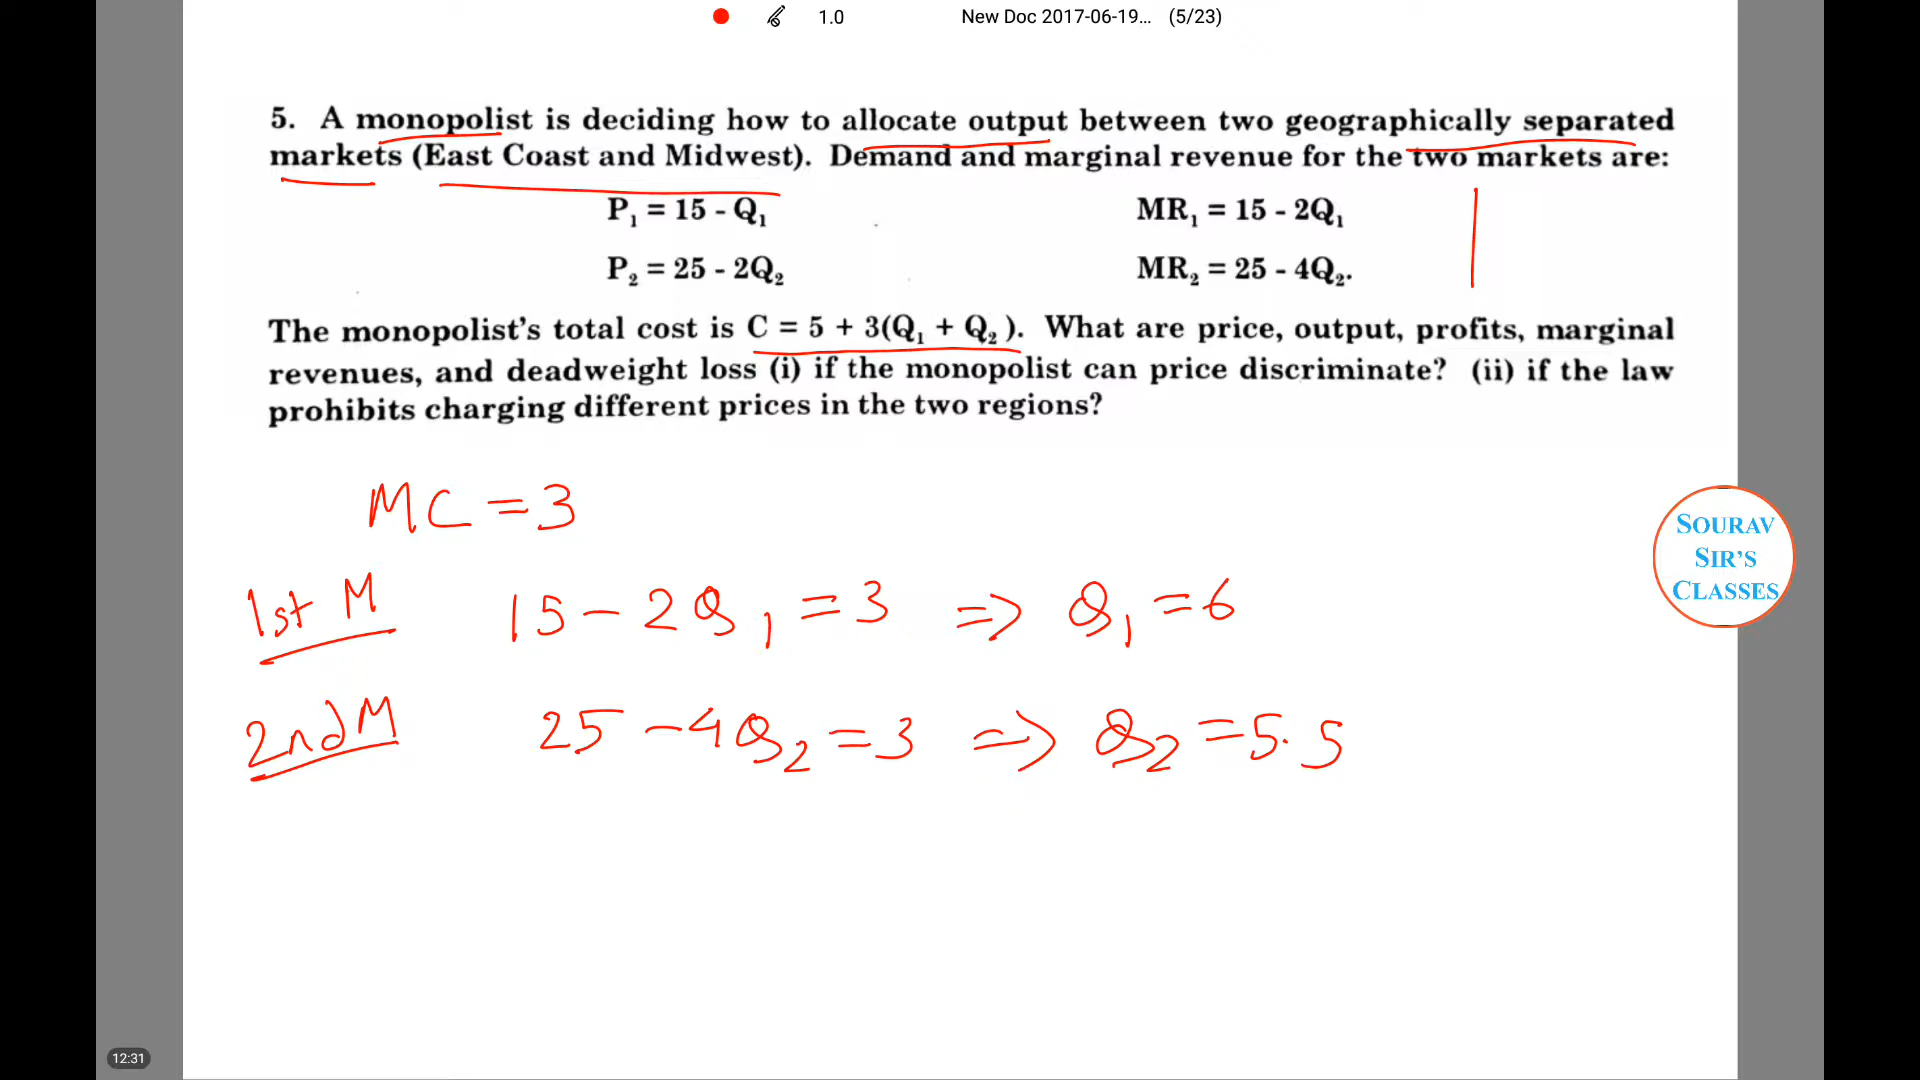 1.0 New Doc 2017-06-19... (5/23)
5. A monopolist is deciding how to allocate output between two geographically separated
markets (East Coast and Midwest). Demand and marginal revenue for the two markets are:
P₁ = 15 - Q₁ MR₁ = 15 - 2Q₁
P₂ = 25 - 2Q₂ MR₂ = 25 - 4Q₂.
The monopolist's total cost is C = 5 + 3(Q₁ + Q₂ ). What are price, output, profits, marginal
revenues, and deadweight loss (i) if the monopolist can price discriminate? (ii) if the law
prohibits charging different prices in the two regions?
MC = 3
1st M 15 - 2Q₁ = 3 => Q₁ = 6
2nd M 25 - 4Q₂ = 3 => Q₂ = 5.5
SOURAV
SIR'S
CLASSES
12:31